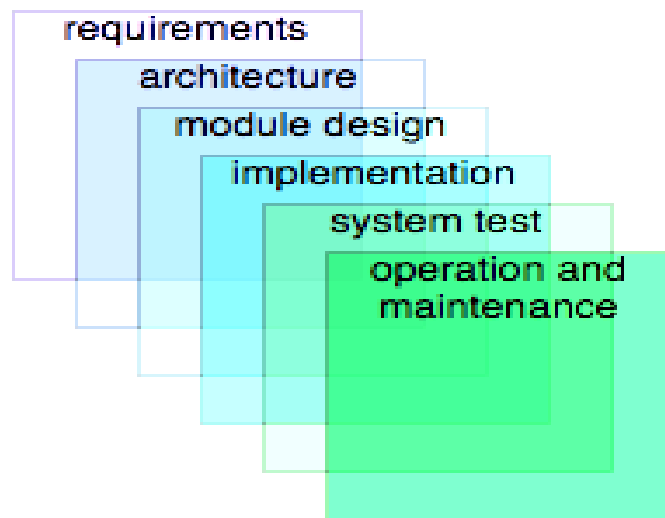 requirements
architecture
module design
implementation
system test
operation and
maintenance